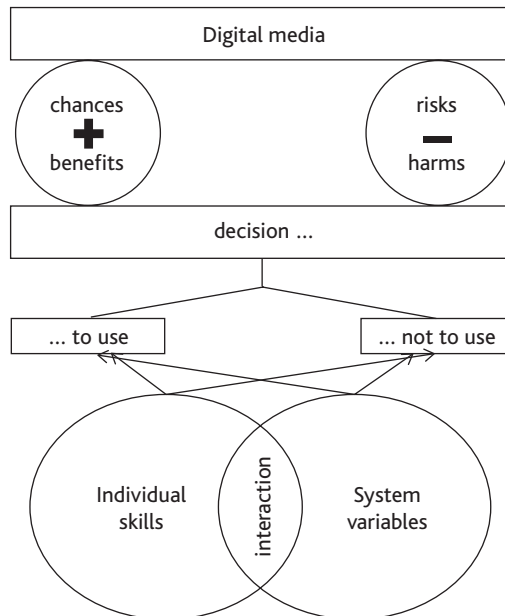 Digital media
chances
+
benefits
risks
–
harms
decision ...
... to use
... not to use
Individual
skills
interaction
System
variables